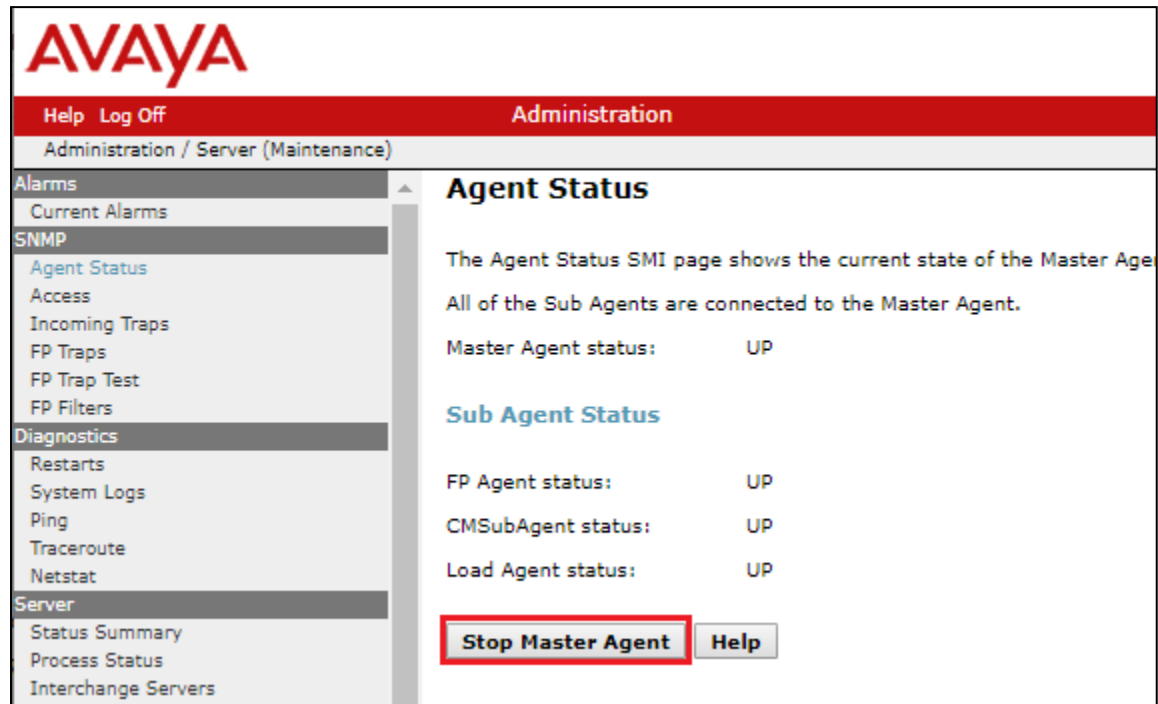 AVAYA
Help Log Off
Administration
Administration / Server (Maintenance)
Alarms
Current Alarms
SNMP
Agent Status
Access
Incoming Traps
FP Traps
FP Trap Test
FP Filters
Diagnostics
Restarts
System Logs
Ping
Traceroute
Netstat
Server
Status Summary
Process Status
Interchange Servers
Agent Status
The Agent Status SMI page shows the current state of the Master
All of the Sub Agents are connected to the Master Agent.
Master Agent status: UP
Sub Agent Status
FP Agent status: UP
CMSubAgent status: UP
Load Agent status: UP
Stop Master Agent Help